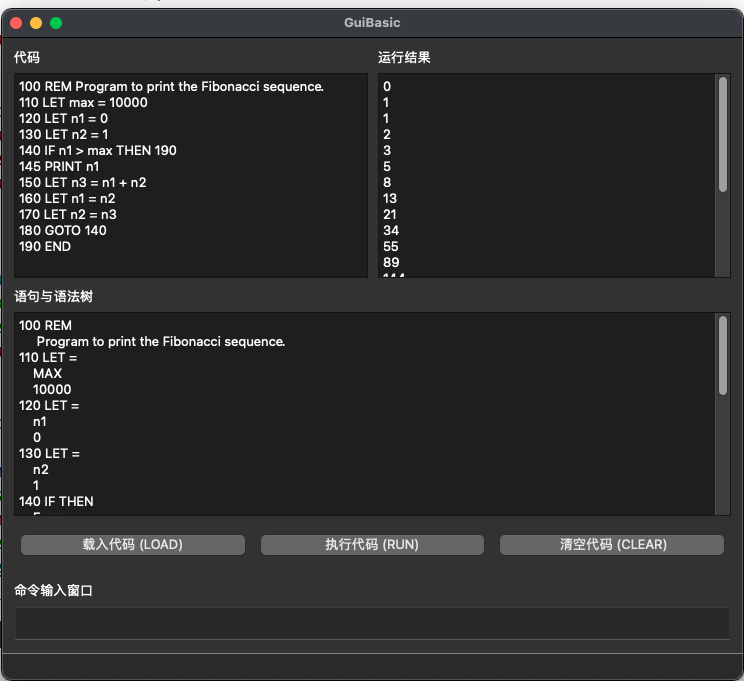 GuiBasic
代码
100 REM Program to print the Fibonacci sequence.
110 LET max = 10000
120 LET n1 = 0
130 LET n2 = 1
140 IF n1 > max THEN 190
145 PRINT n1
150 LET n3 = n1 + n2
160 LET n1 = n2
170 LET n2 = n3
180 GOTO 140
190 END
运行结果
0
1
1
2
3
5
8
13
21
34
55
89
语句与语法树
100 REM
Program to print the Fibonacci sequence.
110 LET =
MAX
10000
120 LET =
n1
0
130 LET =
n2
1
140 IF THEN
载入代码 (LOAD)
执行代码 (RUN)
清空代码 (CLEAR)
命令输入窗口